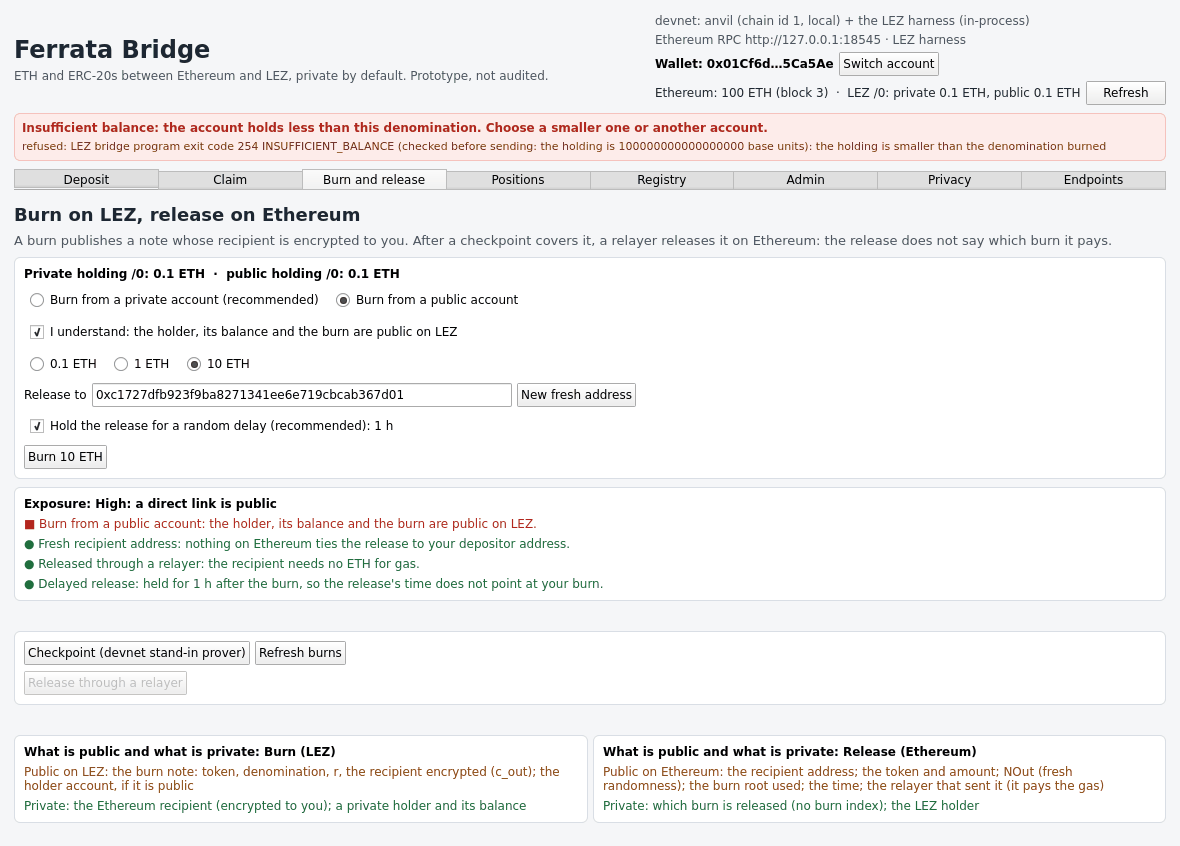 Ferrata Bridge
ETH and ERC-20s between Ethereum and LEZ, private by default. Prototype, not audited.
devnet: anvil (chain id 1, local) + the LEZ harness (in-process)
Ethereum RPC http://127.0.0.1:18545 · LEZ harness
Wallet: 0x01Cf6d...5Ca5Ae Switch account
Ethereum: 100 ETH (block 3) · LEZ /0: private 0.1 ETH, public 0.1 ETH Refresh
Insufficient balance: the account holds less than this denomination. Choose a smaller one or another account.
refused: LEZ bridge program exit code 254 INSUFFICIENT_BALANCE (checked before sending: the holding is 100000000000000000 base units): the holding is smaller than the denomination burned
Deposit Claim Burn and release Positions Registry Admin Privacy Endpoints
Burn on LEZ, release on Ethereum
A burn publishes a note whose recipient is encrypted to you. After a checkpoint covers it, a relayer releases it on Ethereum: the release does not say which burn it pays.
Private holding /0: 0.1 ETH · public holding /0: 0.1 ETH
Burn from a private account (recommended) Burn from a public account
I understand: the holder, its balance and the burn are public on LEZ
0.1 ETH 1 ETH 10 ETH
Release to 0xc1727dfb923f9ba8271341ee6e719cbcab367d01 New fresh address
Hold the release for a random delay (recommended): 1 h
Burn 10 ETH
Exposure: High: a direct link is public
Burn from a public account: the holder, its balance and the burn are public on LEZ.
Fresh recipient address: nothing on Ethereum ties the release to your depositor address.
Released through a relayer: the recipient needs no ETH for gas.
Delayed release: held for 1 h after the burn, so the release's time does not point at your burn.
Checkpoint (devnet stand-in prover) Refresh burns
Release through a relayer
What is public and what is private: Burn (LEZ)
Public on LEZ: the burn note: token, denomination, r, the recipient encrypted (c_out); the
holder account, if it is public
Private: the Ethereum recipient (encrypted to you); a private holder and its balance
What is public and what is private: Release (Ethereum)
Public on Ethereum: the recipient address; the token and amount; NOut (fresh
randomness); the burn root used; the time; the relayer that sent it (it pays the gas)
Private: which burn is released (no burn index); the LEZ holder